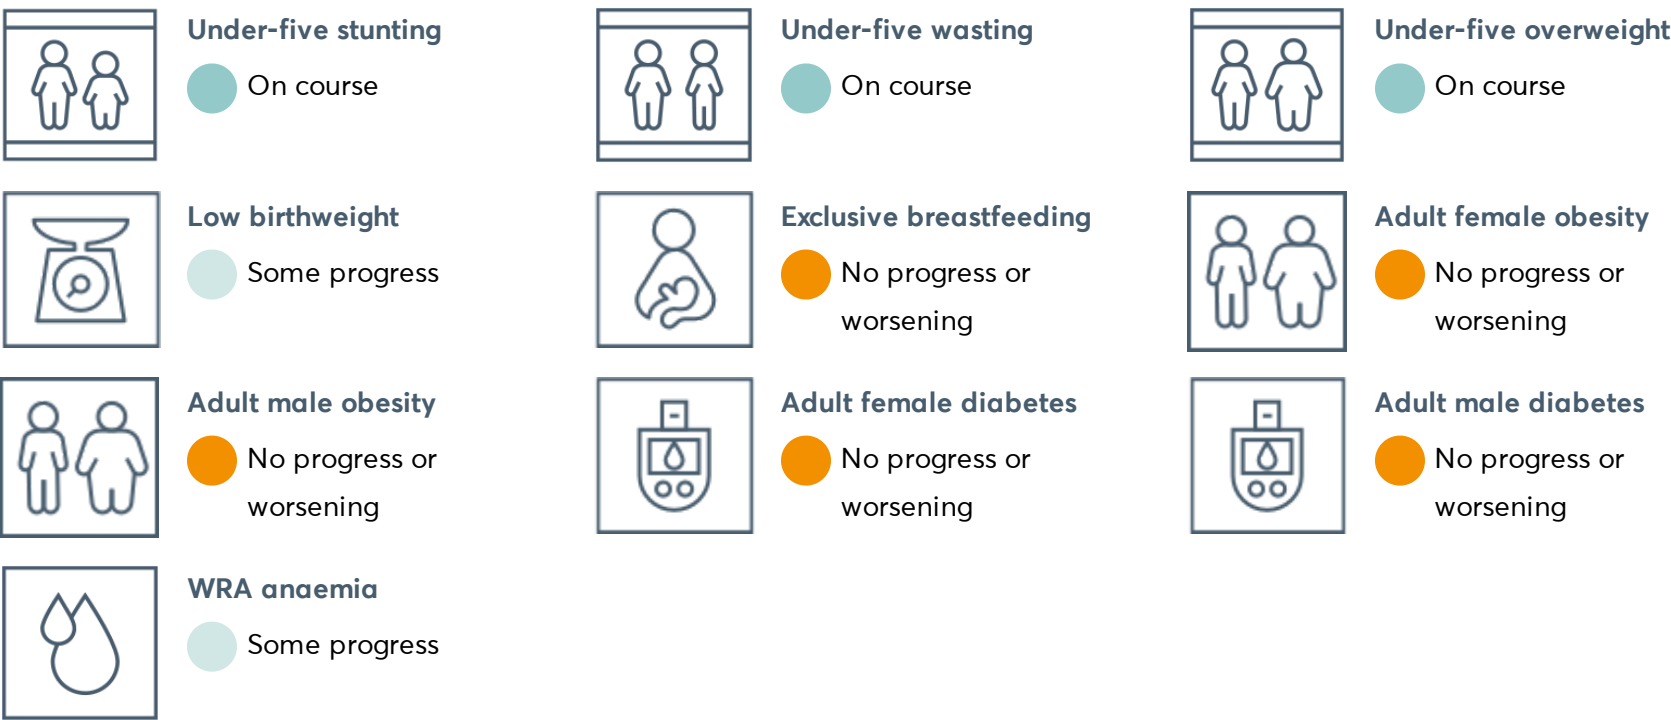 Under-five stunting
On course
Under-five wasting
On course
Under-five overweight
On course
Low birthweight
Some progress
Exclusive breastfeeding
No progress or
worsening
Adult female obesity
No progress or
worsening
Adult male obesity
No progress or
worsening
Adult female diabetes
No progress or
worsening
Adult male diabetes
No progress or
worsening
WRA anaemia
Some progress